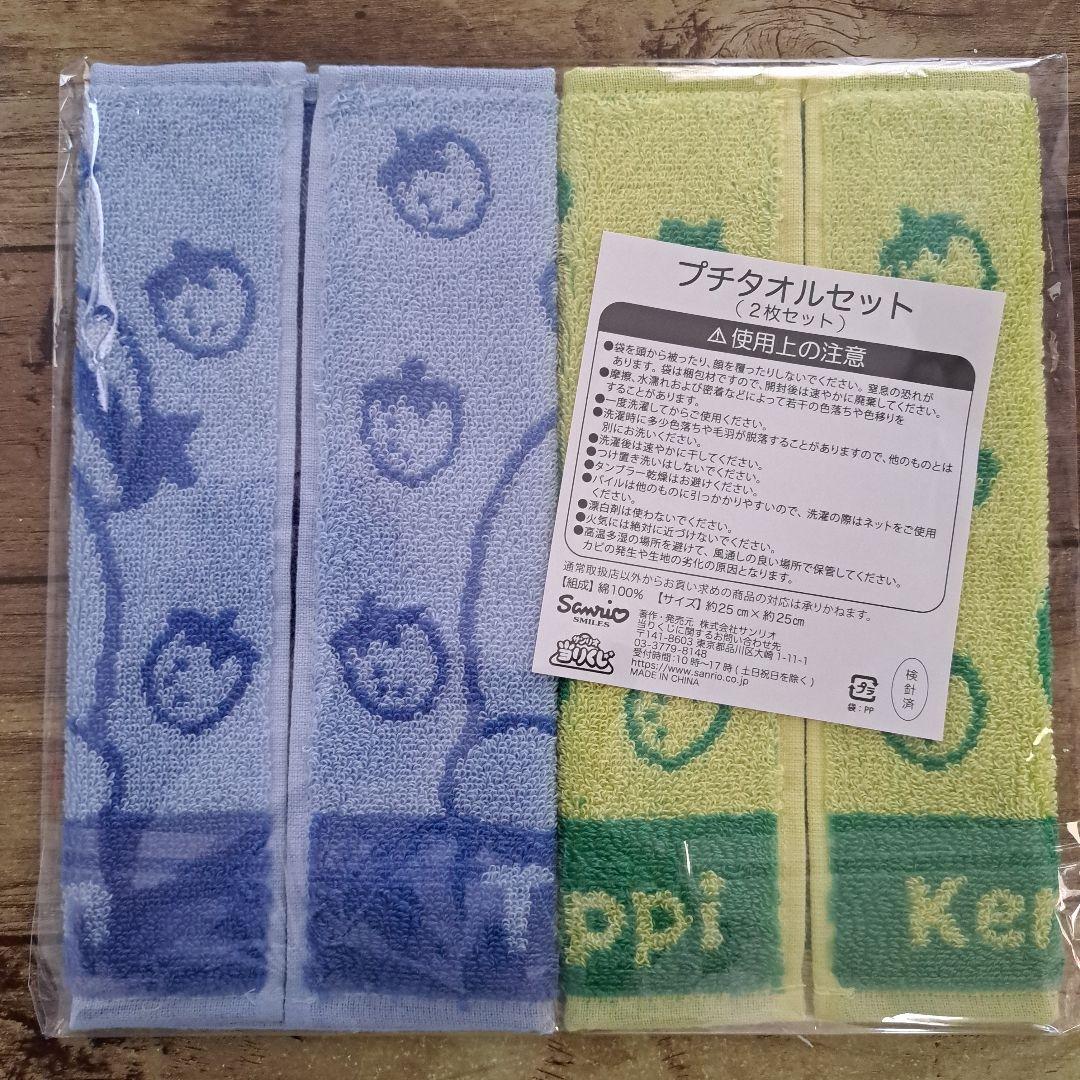 プチタオルセット
(2枚セット)
⚠使用上の注意
●袋を頭から被ったり、顔を覆ったりしないでください。窒息の恐れが
あります。袋は梱包材ですので、開封後は速やかに廃棄してください。
●摩擦、水濡れおよび密着などによって若干の色落ちや色移りを
することがあります。
●一度洗濯してからご使用ください。
●洗濯時に多少色落ちや毛羽が脱落することがありますので、他のものとは
別にお洗いください。
●洗濯後は速やかに干してください。
●つけ置き洗いはしないでください。
●タンブラー乾燥はお避けください。
●パイルは他のものに引っかかりやすいので、洗濯の際はネットをご使用
ください。
●漂白剤は使わないでください。
●火気には絶対に近づけないでください。
●高温多湿の場所を避けて、風通しの良い場所で保管してください。
カビの発生や生地の劣化の原因となります。
通常取扱店以外からお買い求めの商品の対応は承りかねます。
【組成】綿100% 【サイズ】約25cm×約25cm
Sanrio
SMILES
当りくじ
著作・発売元 株式会社サンリオ
当りくじに関するお問い合わせ先
〒141-8603 東京都品川区大崎 1-11-1
03-3779-8148
受付時間:10時~17時(土日祝日を除く)
https://www.sanrio.co.jp
MADE IN CHINA
プラ
袋:PP
検針済
T
ppi
Ker